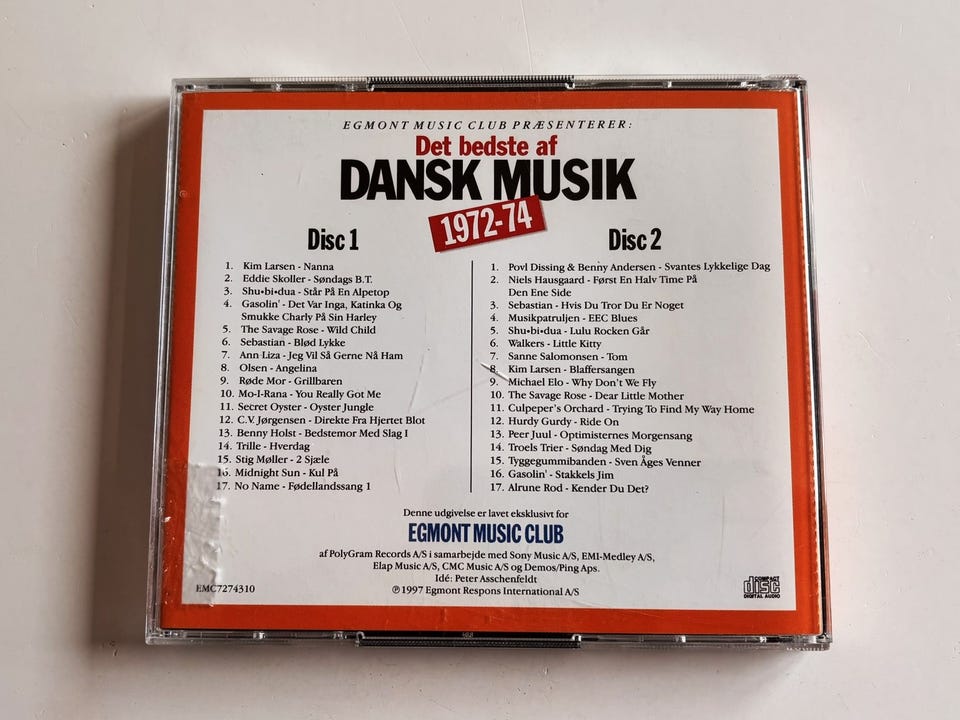 EGMONT MUSIC CLUB PRÆSENTERER:
Det bedste af
DANSK MUSIK
1972-74
Disc 1
1. Kim Larsen - Nanna
2. Eddie Skoller - Søndags B.T.
3. Shu•bi•dua - Står På En Alpetop
4. Gasolin' - Det Var Inga, Katinka Og
Smukke Charly På Sin Harley
5. The Savage Rose - Wild Child
6. Sebastian - Blød Lykke
7. Ann-Liza - Jeg Vil Så Gerne Nå Ham
8. Olsen - Angelina
9. Røde Mor - Grillbaren
10. Mo-I-Rana - You Really Got Me
11. Secret Oyster - Oyster Jungle
12. C.V. Jørgensen - Direkte Fra Hjertet Blot
13. Benny Holst - Bedstemor Med Slag I
14. Trille - Hverdag
15. Stig Møller - 2 Sjæle
16. Midnight Sun - Kul På
17. No Name - Fødellandssang 1
Disc 2
1. Povl Dissing & Benny Andersen - Svantes Lykkelige Dag
2. Niels Hausgaard - Først En Halv Time På
Den Ene Side
3. Sebastian - Hvis Du Tror Du Er Noget
4. Musikpatruljen - EEC Blues
5. Shu•bi•dua - Lulu Rocken Går
6. Walkers - Little Kitty
7. Sanne Salomonsen - Tom
8. Kim Larsen - Blaffersangen
9. Michael Elo - Why Don't We Fly
10. The Savage Rose - Dear Little Mother
11. Culpeper's Orchard - Trying To Find My Way Home
12. Hurdy Gurdy - Ride On
13. Peer Juul - Optimisternes Morgensang
14. Troels Trier - Søndag Med Dig
15. Tyggegummibanden - Sven Åges Venner
16. Gasolin' - Stakkels Jim
17. Alrune Rod - Kender Du Det?
Denne udgivelse er lavet eksklusivt for
EGMONT MUSIC CLUB
af PolyGram Records A/S i samarbejde med Sony Music A/S, EMI-Medley A/S,
Elap Music A/S, CMC Music A/S og Demos/Ping Aps.
Idé: Peter Asschenfeldt
℗ 1997 Egmont Respons International A/S
EMC7274310
COMPACT
disc
DIGITAL AUDIO